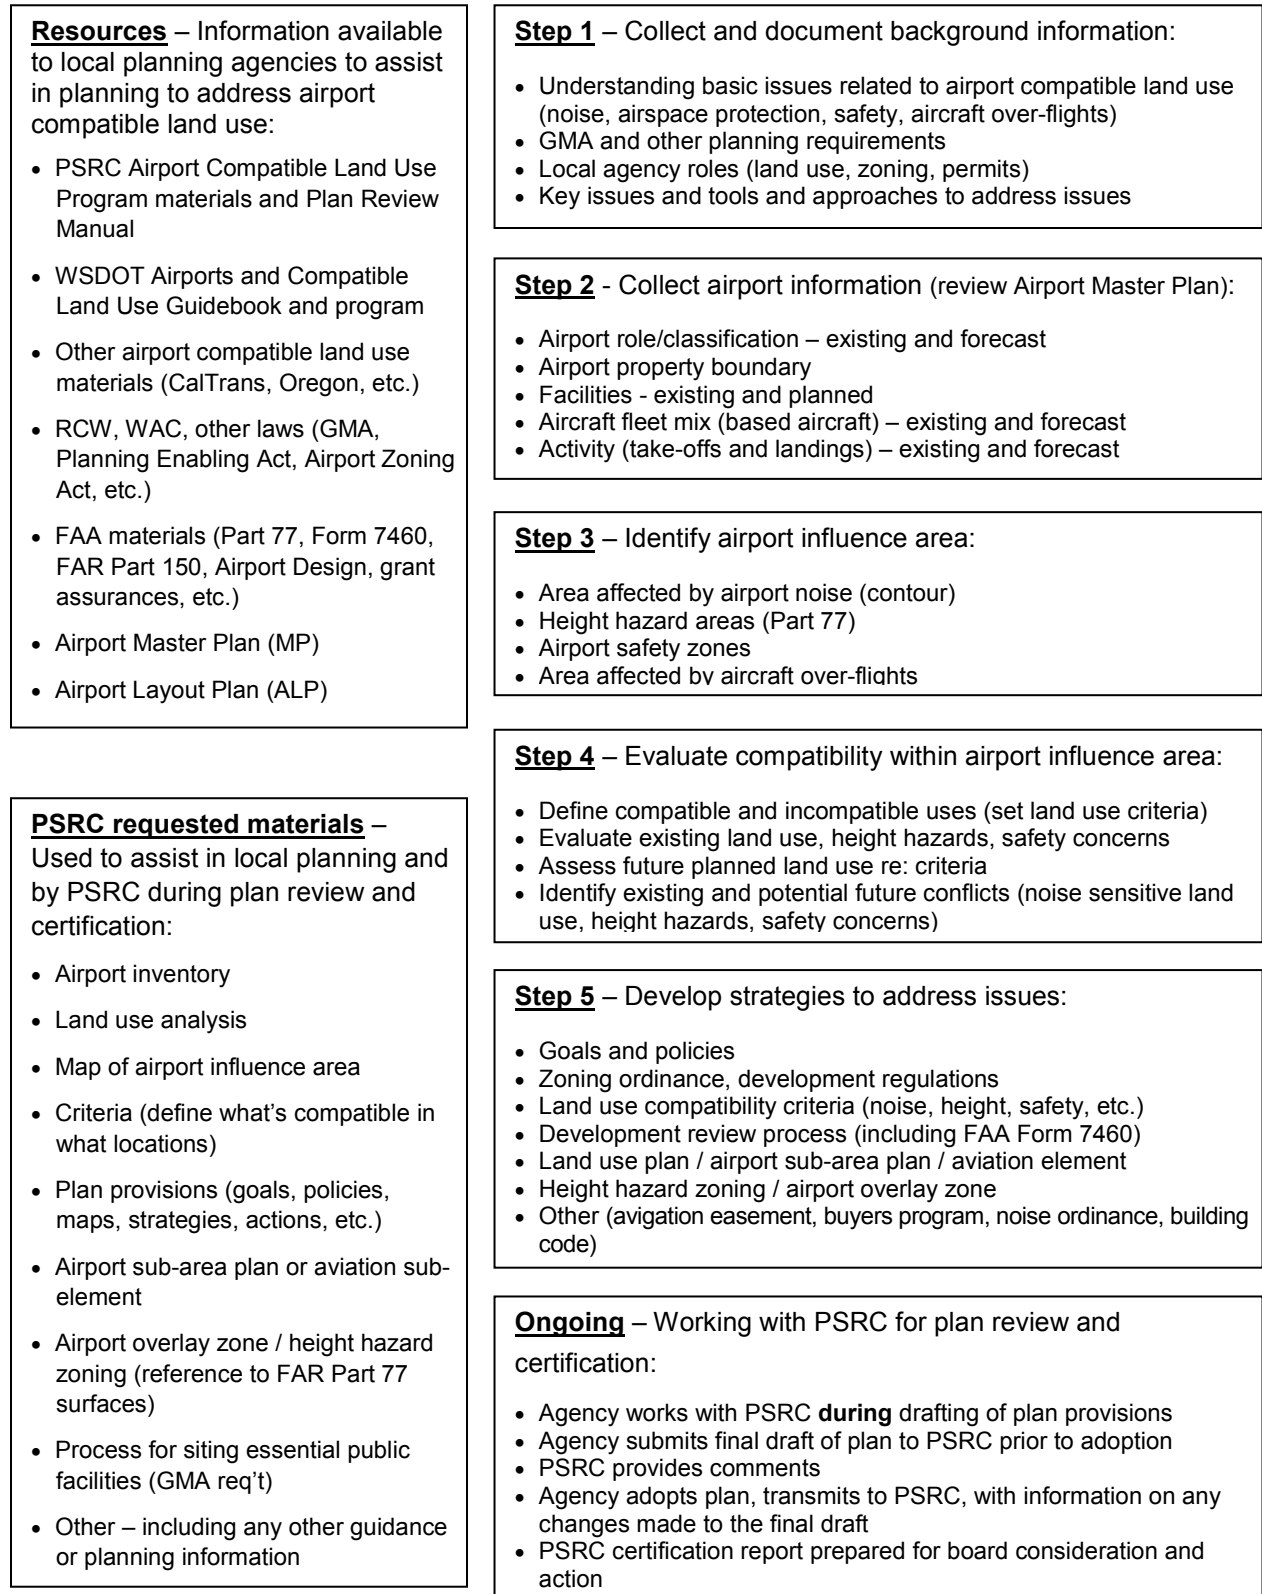 Resources – Information available
to local planning agencies to assist
in planning to address airport
compatible land use:
• PSRC Airport Compatible Land Use
Program materials and Plan Review
Manual
• WSDOT Airports and Compatible
Land Use Guidebook and program
• Other airport compatible land use
materials (CalTrans, Oregon, etc.)
• RCW, WAC, other laws (GMA,
Planning Enabling Act, Airport Zoning
Act, etc.)
• FAA materials (Part 77, Form 7460,
FAR Part 150, Airport Design, grant
assurances, etc.)
• Airport Master Plan (MP)
• Airport Layout Plan (ALP)
PSRC requested materials –
Used to assist in local planning and
by PSRC during plan review and
certification:
• Airport inventory
• Land use analysis
• Map of airport influence area
• Criteria (define what's compatible in
what locations)
• Plan provisions (goals, policies,
maps, strategies, actions, etc.)
• Airport sub-area plan or aviation sub-
element
• Airport overlay zone / height hazard
zoning (reference to FAR Part 77
surfaces)
• Process for siting essential public
facilities (GMA req't)
• Other – including any other guidance
or planning information
Step 1 – Collect and document background information:
• Understanding basic issues related to airport compatible land use
(noise, airspace protection, safety, aircraft over-flights)
• GMA and other planning requirements
• Local agency roles (land use, zoning, permits)
• Key issues and tools and approaches to address issues
Step 2 - Collect airport information (review Airport Master Plan):
• Airport role/classification – existing and forecast
• Airport property boundary
• Facilities - existing and planned
• Aircraft fleet mix (based aircraft) – existing and forecast
• Activity (take-offs and landings) – existing and forecast
Step 3 – Identify airport influence area:
• Area affected by airport noise (contour)
• Height hazard areas (Part 77)
• Airport safety zones
• Area affected by aircraft over-flights
Step 4 – Evaluate compatibility within airport influence area:
• Define compatible and incompatible uses (set land use criteria)
• Evaluate existing land use, height hazards, safety concerns
• Assess future planned land use re: criteria
• Identify existing and potential future conflicts (noise sensitive land
use, height hazards, safety concerns)
Step 5 – Develop strategies to address issues:
• Goals and policies
• Zoning ordinance, development regulations
• Land use compatibility criteria (noise, height, safety, etc.)
• Development review process (including FAA Form 7460)
• Land use plan / airport sub-area plan / aviation element
• Height hazard zoning / airport overlay zone
• Other (avigation easement, buyers program, noise ordinance, building
code)
Ongoing – Working with PSRC for plan review and
certification:
• Agency works with PSRC during drafting of plan provisions
• Agency submits final draft of plan to PSRC prior to adoption
• PSRC provides comments
• Agency adopts plan, transmits to PSRC, with information on any
changes made to the final draft
• PSRC certification report prepared for board consideration and
action